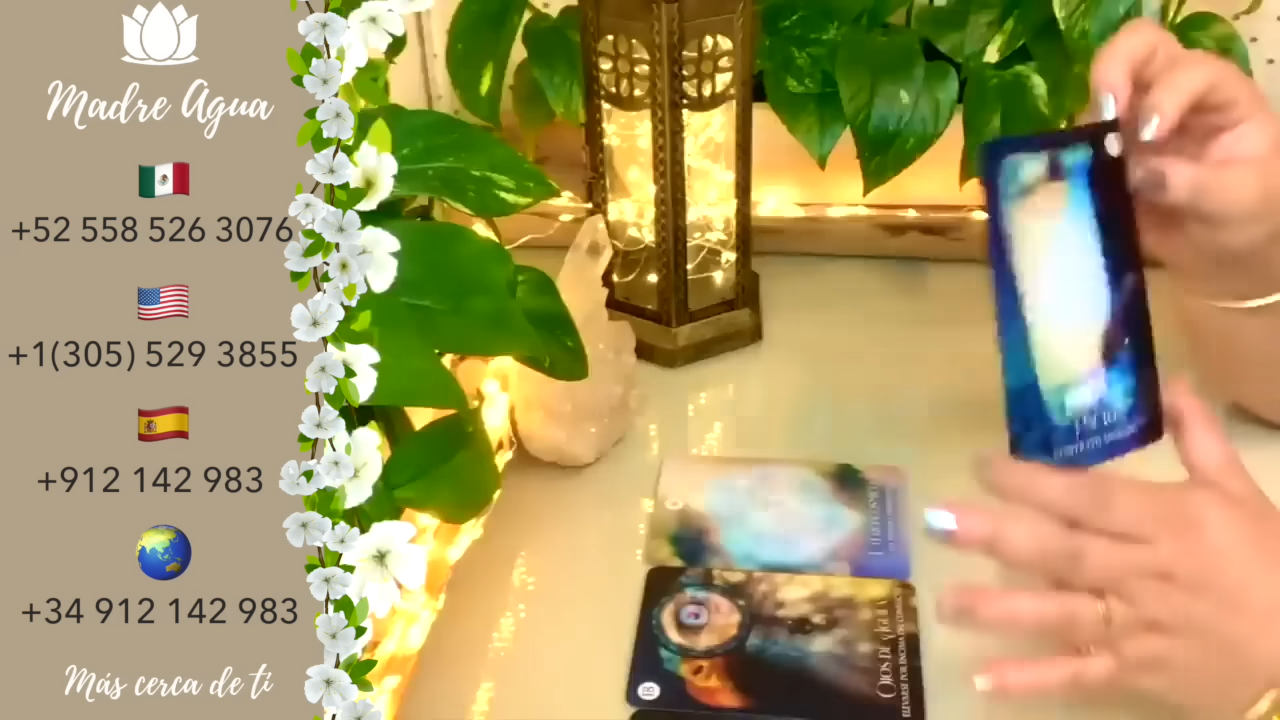 Madre Agua
+52 558 526 3076
+1(305) 529 3855
+912 142 983
+34 912 142 983
Más cerca de ti
OJOS DE AGUILA